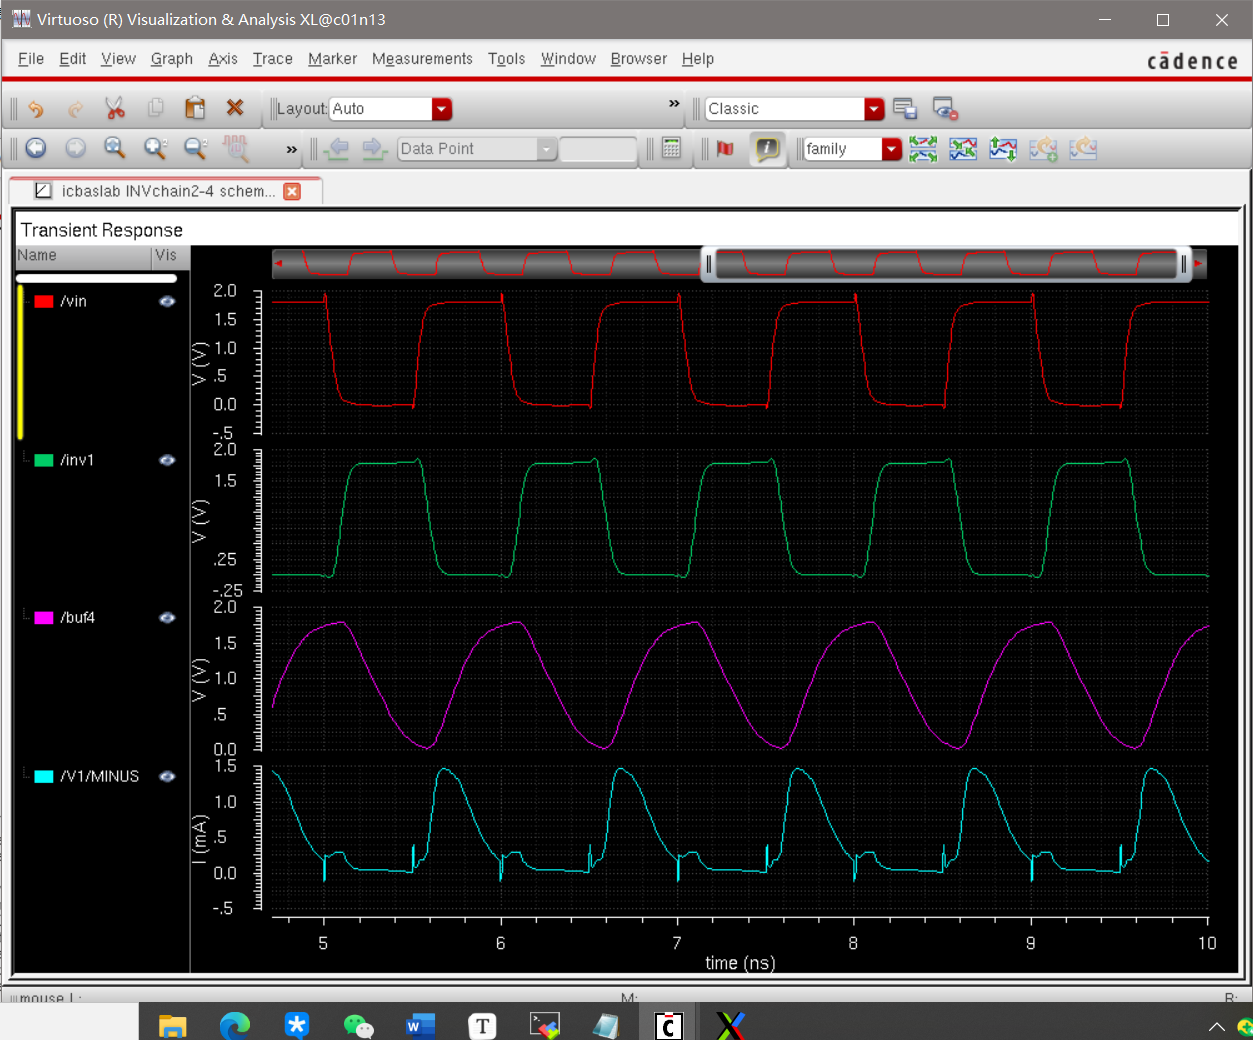 Virtuoso (R) Visualization & Analysis XL@c01n13
File Edit View Graph Axis Trace Marker Measurements Tools Window Browser Help
cādence
Layout: Auto » Classic
» Data Point family
icbaslab INVchain2-4 schem...
Transient Response
Name Vis
/vin
2.0
1.5
1.0
.5
0.0
-.5
V (V)
/inv1
2.0
1.5
.25
-.25
V (V)
/buf4
2.0
1.5
1.0
.5
0.0
V (V)
/V1/MINUS
1.5
1.0
.5
0.0
-.5
I (mA)
5 6 7 8 9 10
time (ns)
mouse L: M: R:
W T